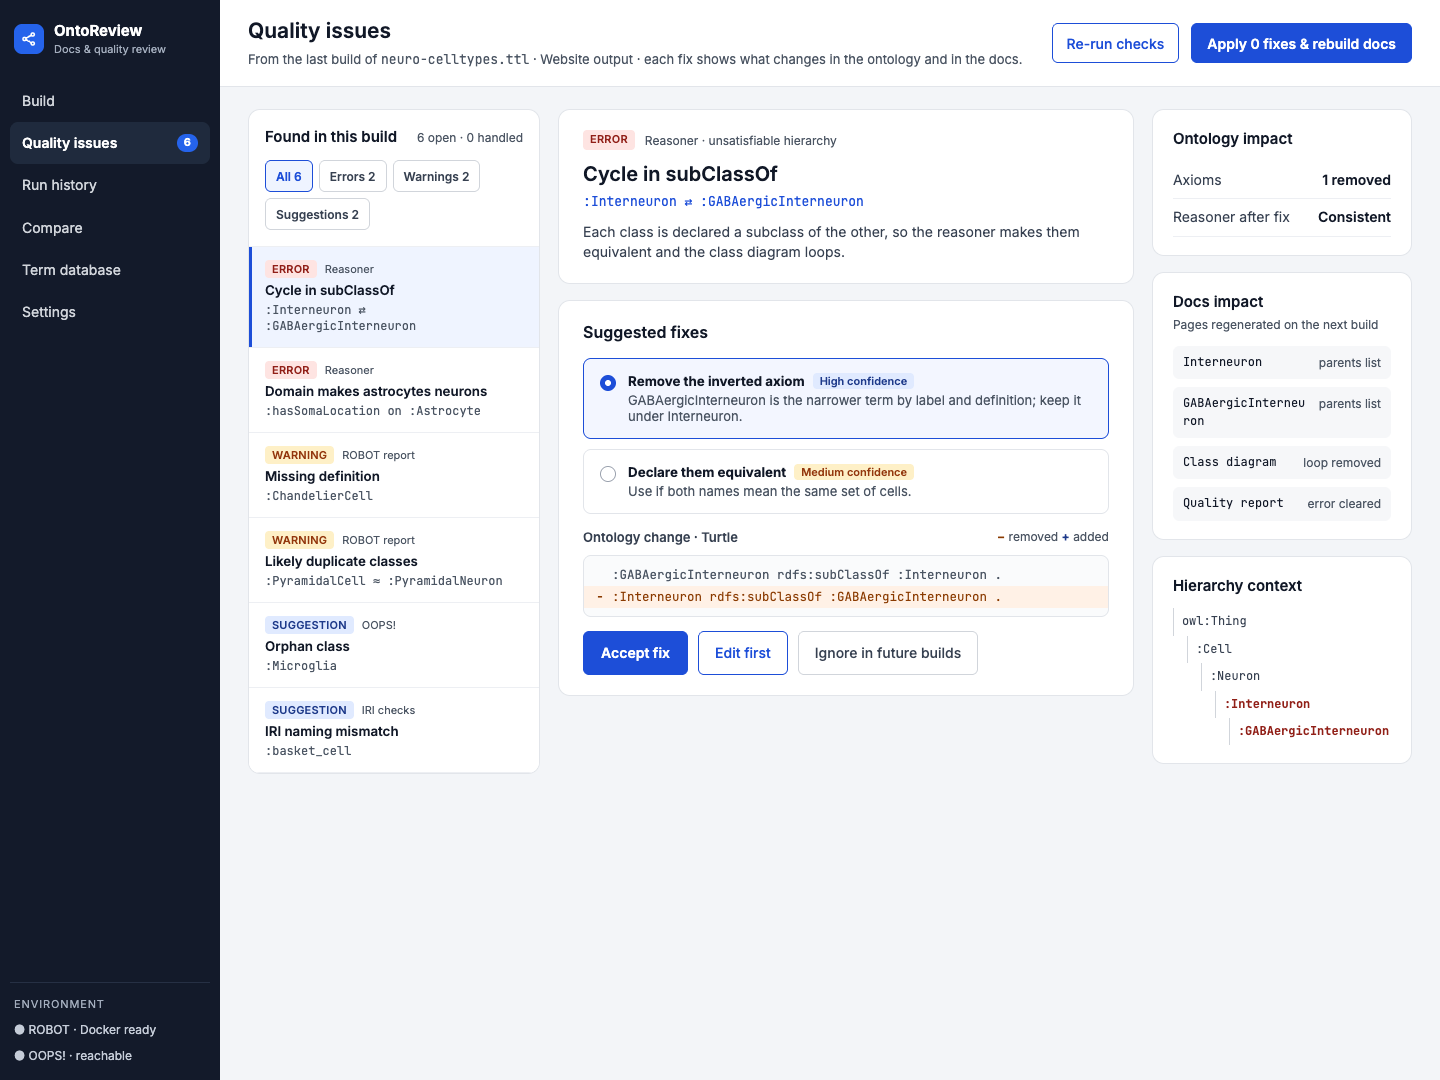 OntoReview
Docs & quality review
Build
Quality issues 6
Run history
Compare
Term database
Settings
ENVIRONMENT
ROBOT · Docker ready
OOPS! · reachable
Quality issues
From the last build of neuro-celltypes.ttl · Website output · each fix shows what changes in the ontology and in the docs.
Re-run checks
Apply 0 fixes & rebuild docs
Found in this build 6 open · 0 handled
All 6 Errors 2 Warnings 2
Suggestions 2
ERROR Reasoner
Cycle in subClassOf
:Interneuron ⇄
:GABAergicInterneuron
ERROR Reasoner
Domain makes astrocytes neurons
:hasSomaLocation on :Astrocyte
WARNING ROBOT report
Missing definition
:ChandelierCell
WARNING ROBOT report
Likely duplicate classes
:PyramidalCell ≈ :PyramidalNeuron
SUGGESTION OOPS!
Orphan class
:Microglia
SUGGESTION IRI checks
IRI naming mismatch
:basket_cell
ERROR Reasoner · unsatisfiable hierarchy
Cycle in subClassOf
:Interneuron ⇄ :GABAergicInterneuron
Each class is declared a subclass of the other, so the reasoner makes them
equivalent and the class diagram loops.
Suggested fixes
Remove the inverted axiom High confidence
GABAergicInterneuron is the narrower term by label and definition; keep it
under Interneuron.
Declare them equivalent Medium confidence
Use if both names mean the same set of cells.
Ontology change · Turtle − removed + added
:GABAergicInterneuron rdfs:subClassOf :Interneuron .
- :Interneuron rdfs:subClassOf :GABAergicInterneuron .
Accept fix Edit first Ignore in future builds
Ontology impact
Axioms 1 removed
Reasoner after fix Consistent
Docs impact
Pages regenerated on the next build
Interneuron parents list
GABAergicInterneu parents list
ron
Class diagram loop removed
Quality report error cleared
Hierarchy context
owl:Thing
:Cell
:Neuron
:Interneuron
:GABAergicInterneuron